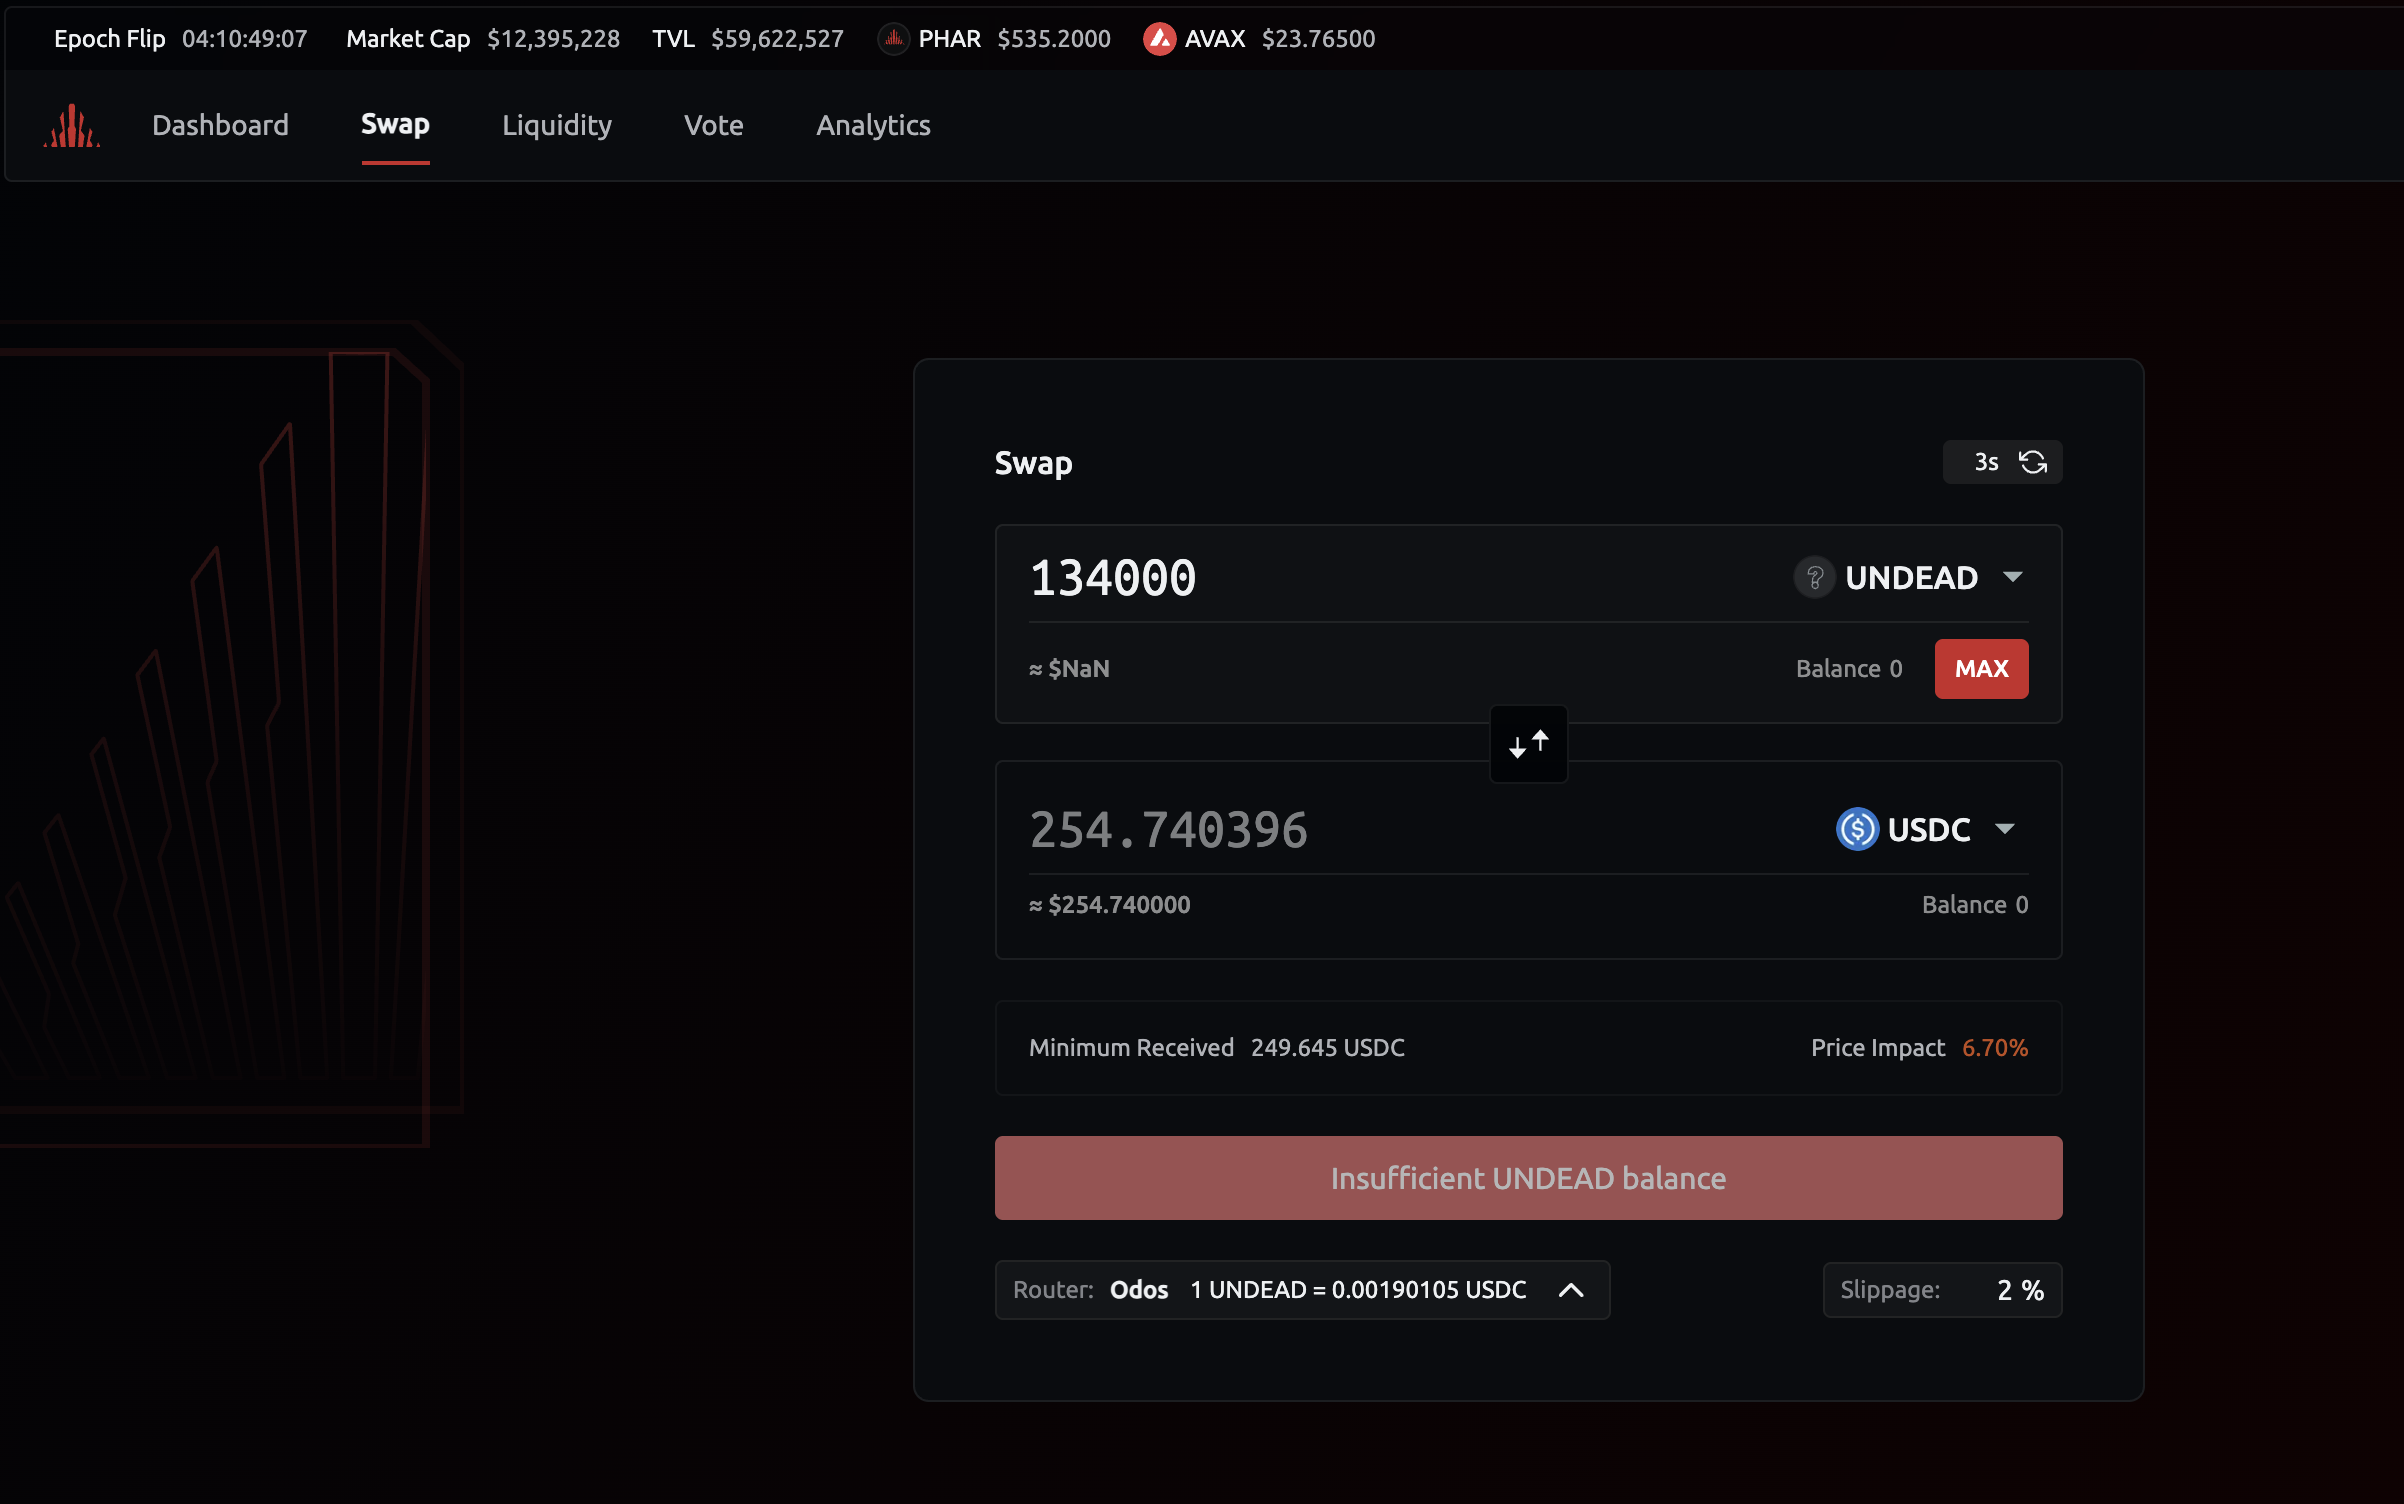 Epoch Flip 04:10:49:07 Market Cap $12,395,228 TVL $59,622,527 PHAR $535.2000 AVAX $23.76500
Dashboard Swap Liquidity Vote Analytics
Swap 3s
134000 UNDEAD
≈ $NaN Balance 0 MAX
254.740396 USDC
≈ $254.740000 Balance 0
Minimum Received 249.645 USDC Price Impact 6.70%
Insufficient UNDEAD balance
Router: Odos 1 UNDEAD = 0.00190105 USDC Slippage: 2 %